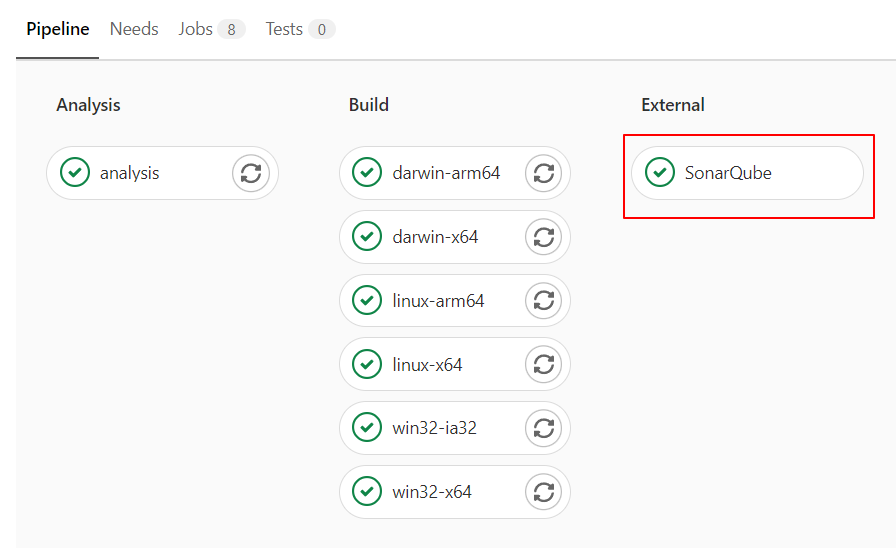 Pipeline Needs Jobs 8 Tests 0
Analysis Build External
analysis darwin-arm64 SonarQube
darwin-x64
linux-arm64
linux-x64
win32-ia32
win32-x64